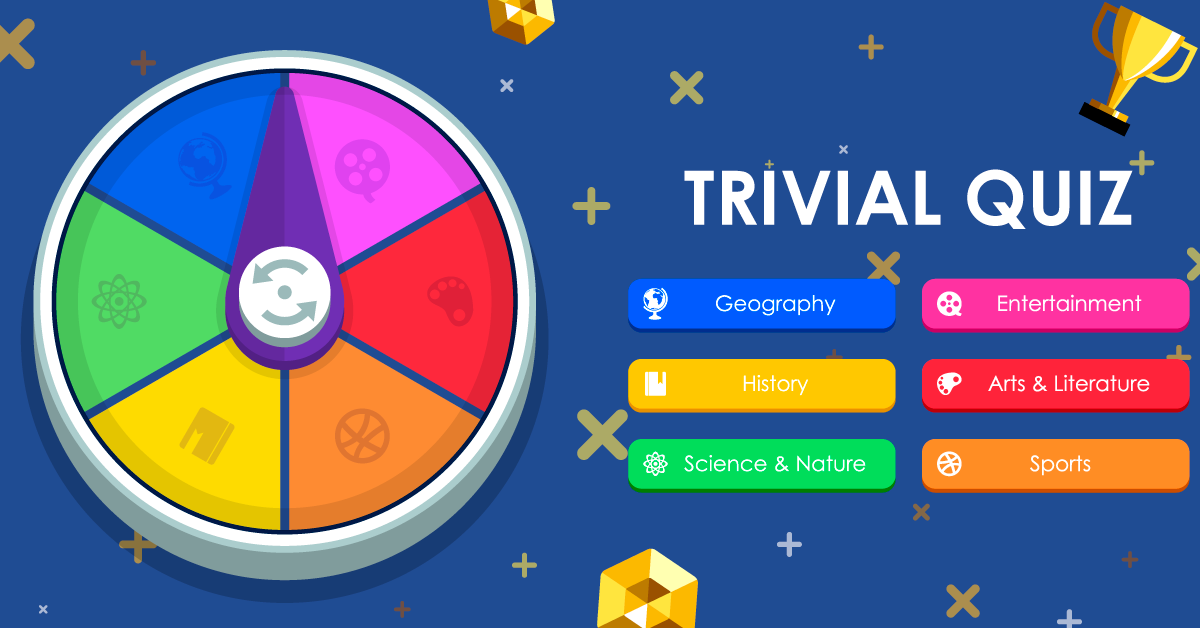 TRIVIAL QUIZ
Geography
Entertainment
History
Arts & Literature
Science & Nature
Sports